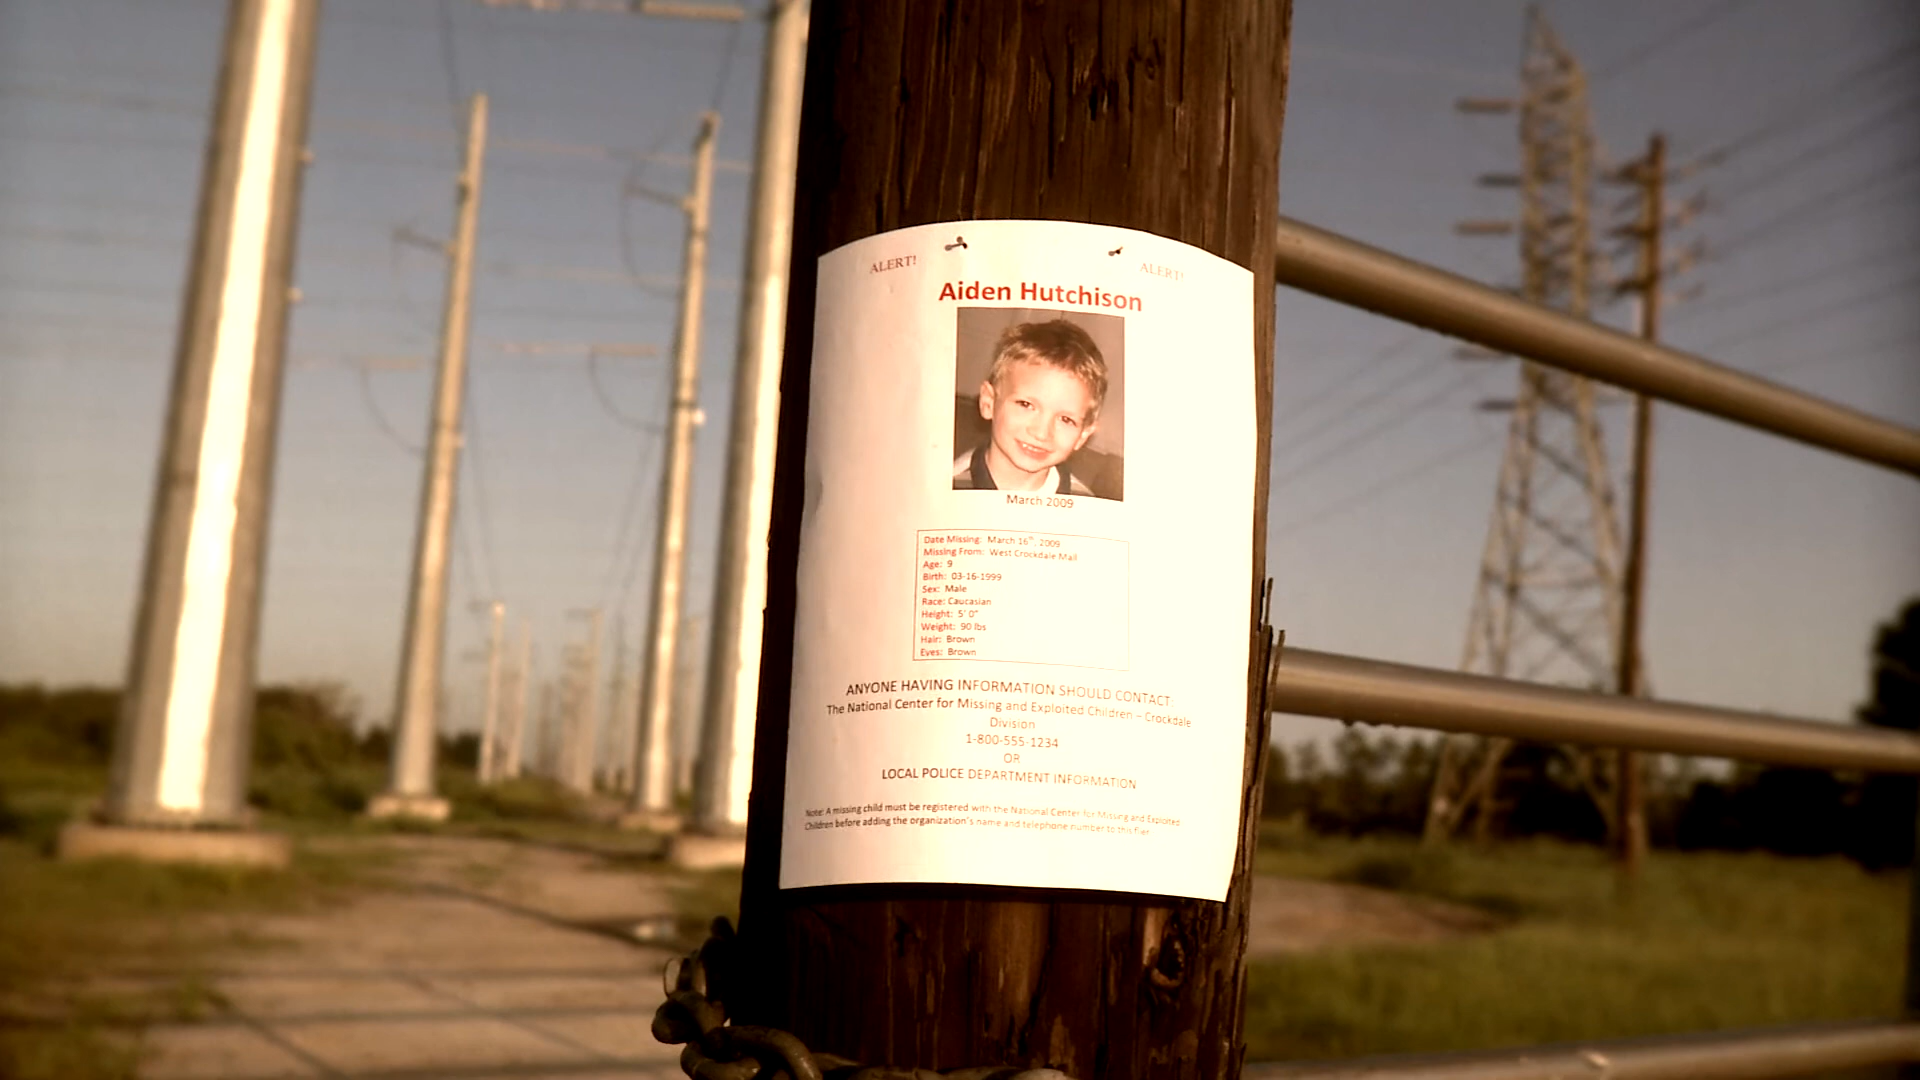 ALERT! ALERT!
Aiden Hutchison
March 2009
Date Missing: March 16th, 2009
Missing From: West Crockdale Mall
Age: 9
Birth: 03-16-1999
Sex: Male
Race: Caucasian
Height: 5' 0"
Weight: 90 lbs
Hair: Brown
Eyes: Brown
ANYONE HAVING INFORMATION SHOULD CONTACT:
The National Center for Missing and Exploited Children – Crockdale
Division
1-800-555-1234
OR
LOCAL POLICE DEPARTMENT INFORMATION
Note: A missing child must be registered with the National Center for Missing and Exploited
Children before adding the organization's name and telephone number to this flier